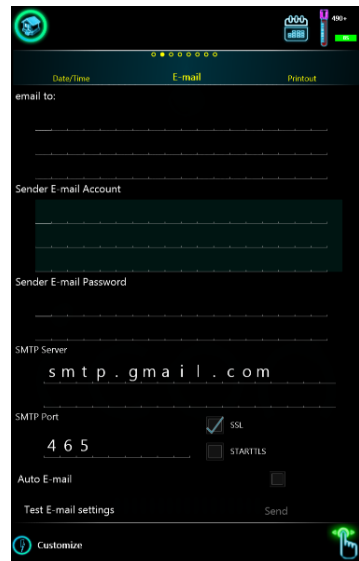 490+
Date/Time E-mail Printout
email to:
Sender E-mail Account
Sender E-mail Password
SMTP Server
smtp.gmail.com
SMTP Port
SSL
465
STARTTLS
Auto E-mail
Test E-mail settings Send
Customize